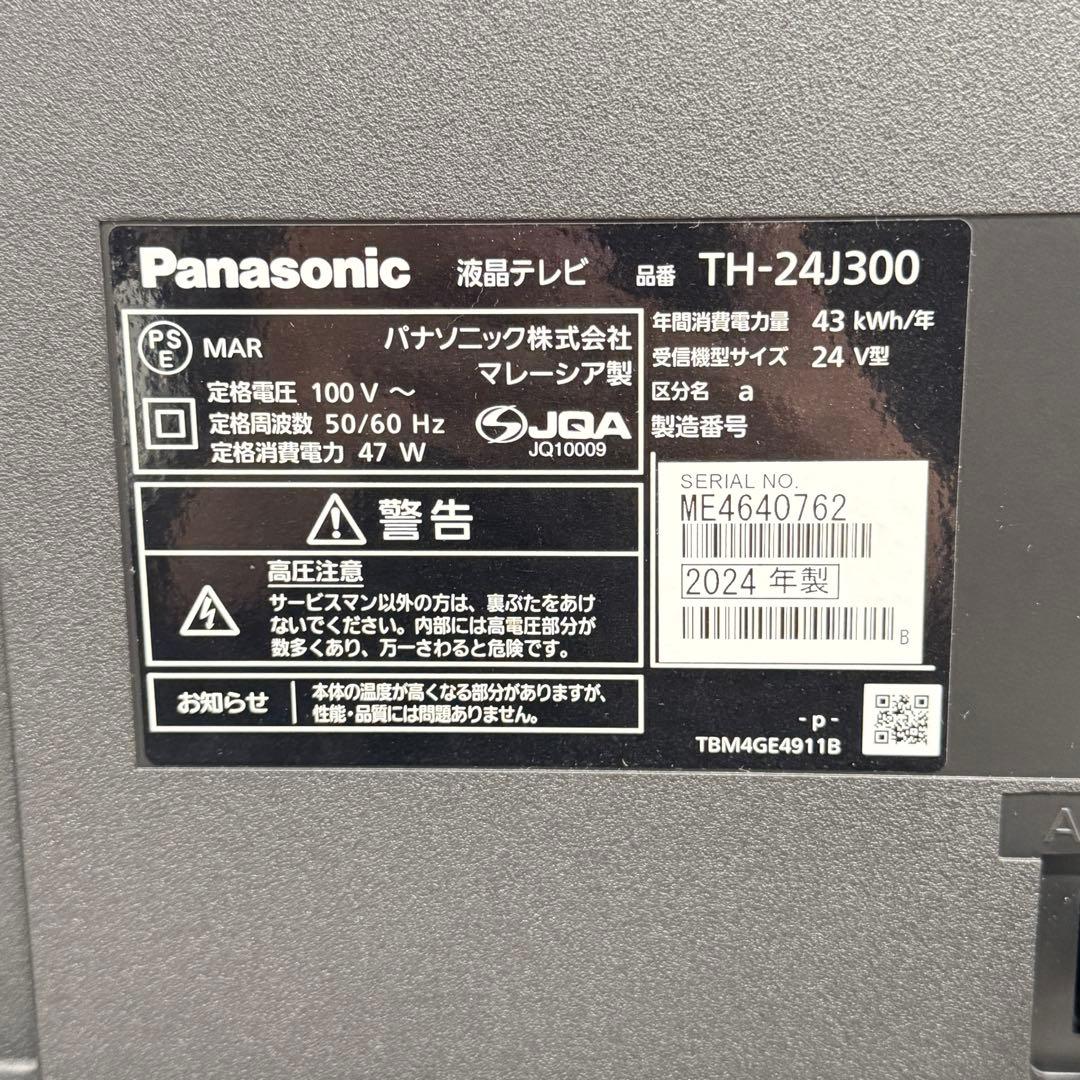 Panasonic 液晶テレビ 品番 TH-24J300
PS
E
MAR
パナソニック株式会社
マレーシア製
定格電圧 100 V ～
定格周波数 50/60 Hz
定格消費電力 47 W
JQA
JQ10009
年間消費電力量 43 kWh/年
受信機型サイズ 24 V型
区分名 a
製造番号
SERIAL NO.
ME4640762
2024 年製
B
警告
高圧注意
サービスマン以外の方は、裏ぶたをあけ
ないでください。内部には高電圧部分が
数多くあり、万一さわると危険です。
お知らせ
本体の温度が高くなる部分がありますが、
性能・品質には問題ありません。
- p -
TBM4GE4911B
A